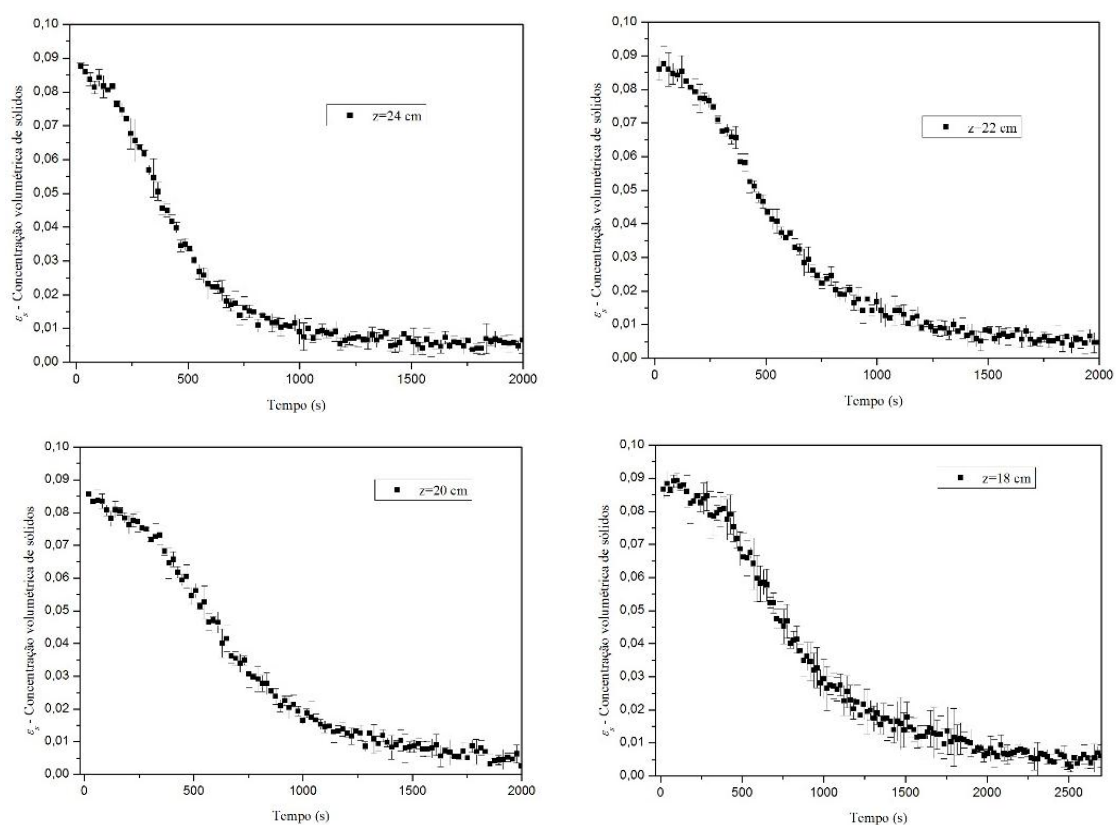 0,10
0,09
0,08
0,07
0,06
0,05
0,04
0,03
0,02
0,01
0,00
εs - Concentração volumétrica de sólidos
z=24 cm
0 500 1000 1500 2000
Tempo (s)
0,10
0,09
0,08
0,07
0,06
0,05
0,04
0,03
0,02
0,01
0,00
εs - Concentração volumétrica de sólidos
z=22 cm
0 500 1000 1500 2000
Tempo (s)
0,10
0,09
0,08
0,07
0,06
0,05
0,04
0,03
0,02
0,01
0,00
εs - Concentração volumétrica de sólidos
z=20 cm
0 500 1000 1500 2000
Tempo (s)
0,10
0,09
0,08
0,07
0,06
0,05
0,04
0,03
0,02
0,01
0,00
εs - Concentração volumétrica de sólidos
z=18 cm
0 500 1000 1500 2000 2500
Tempo (s)